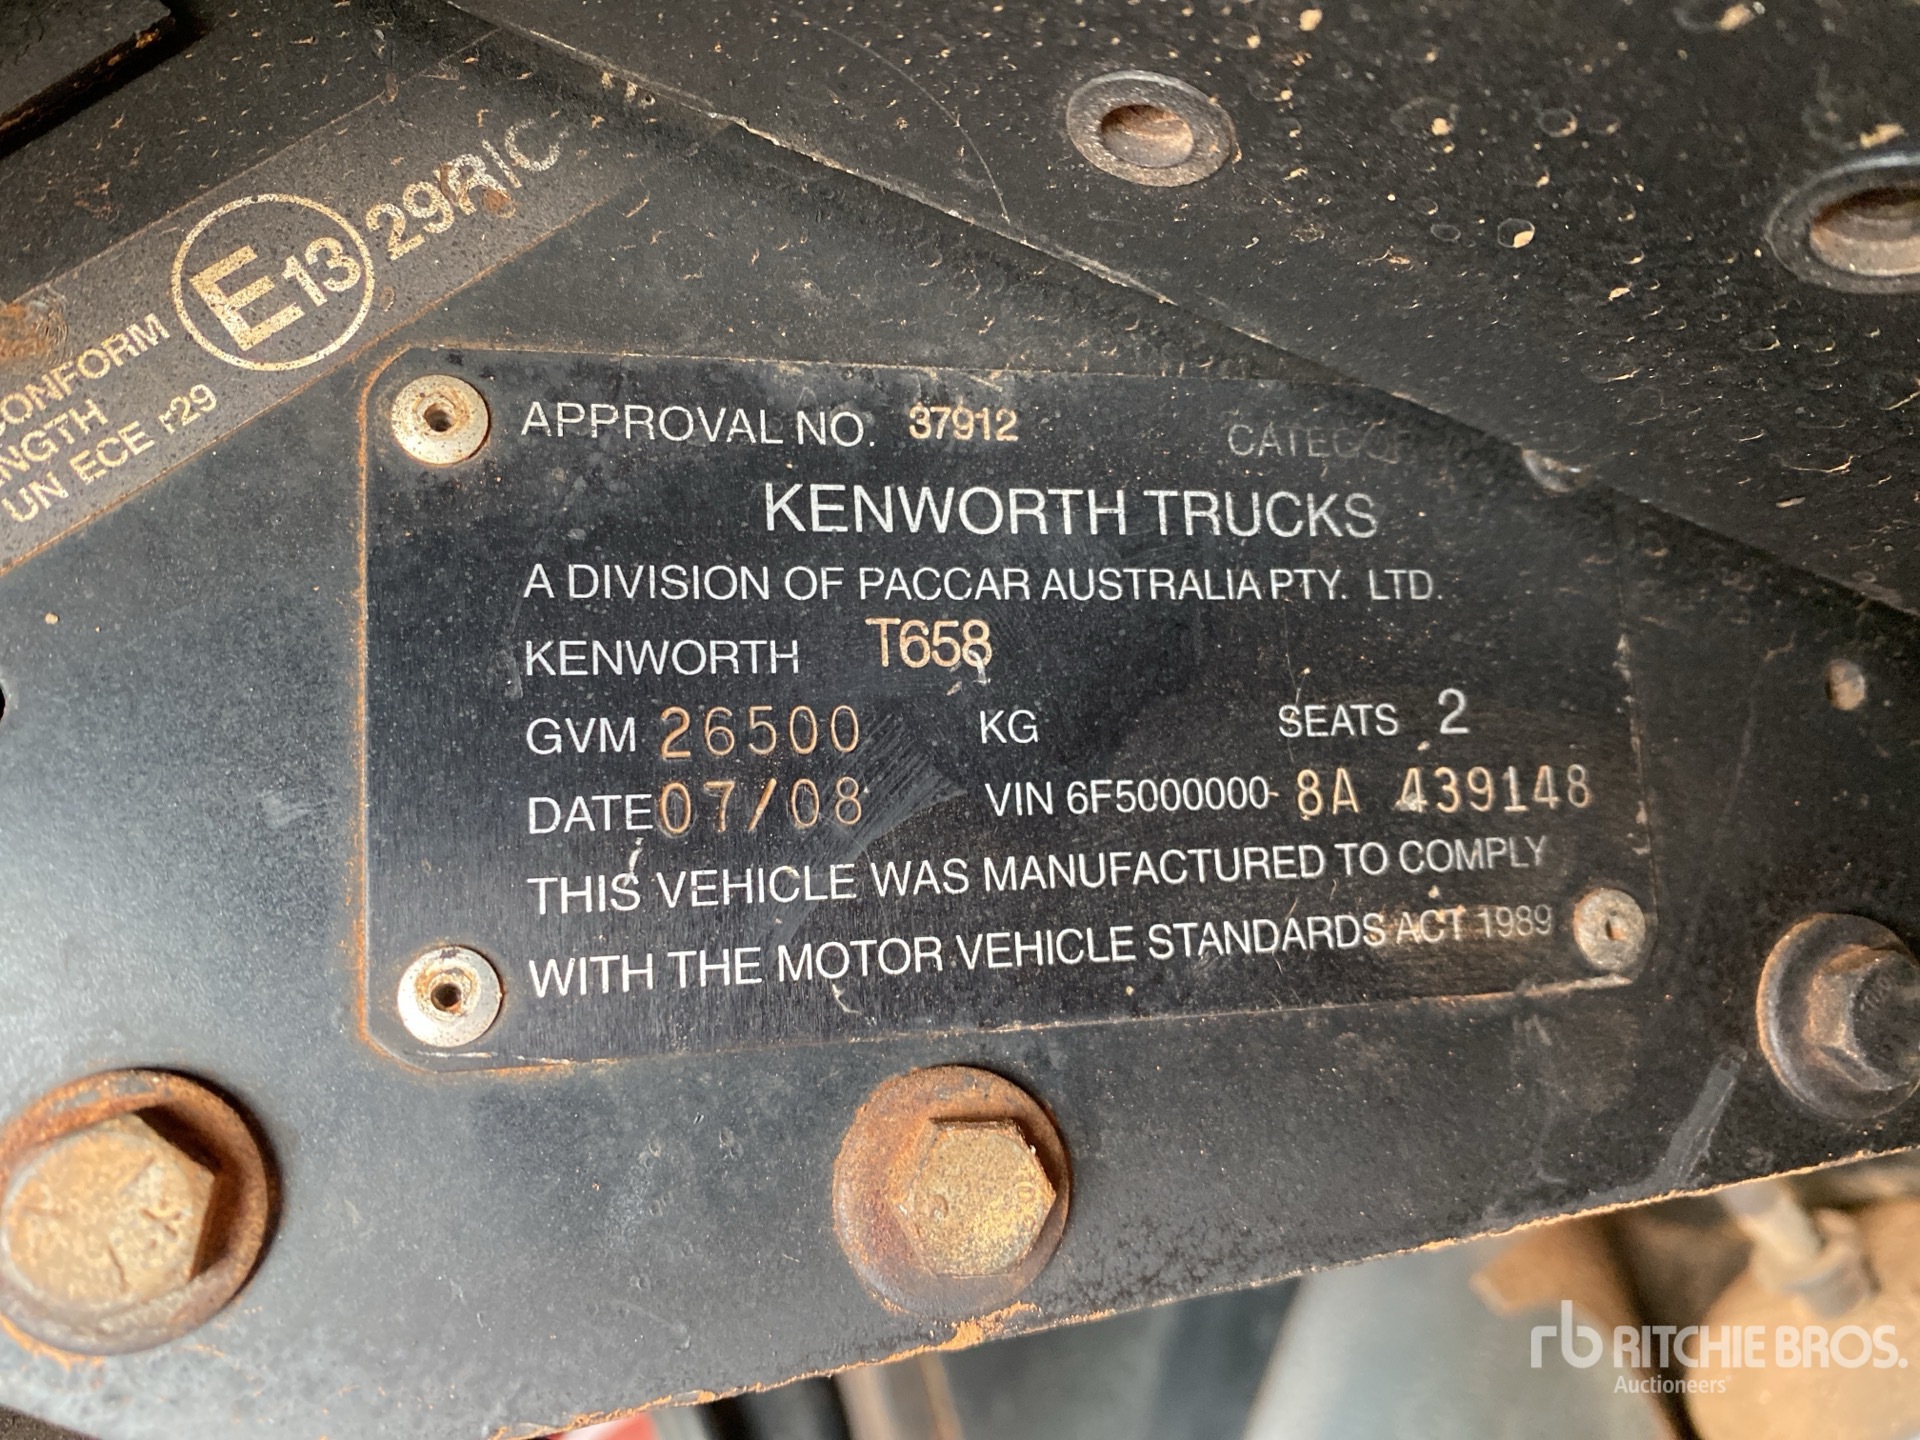 E13 29RIC
CONFORM
UN ECE r29
APPROVAL NO. 37912
KENWORTH TRUCKS
A DIVISION OF PACCAR AUSTRALIA PTY. LTD.
KENWORTH T658
GVM 26500 KG SEATS 2
DATE 07/08 VIN 6F5000000- 8A 439148
THIS VEHICLE WAS MANUFACTURED TO COMPLY
WITH THE MOTOR VEHICLE STANDARDS ACT 1989
rb RITCHIE BROS.
Auctioneers